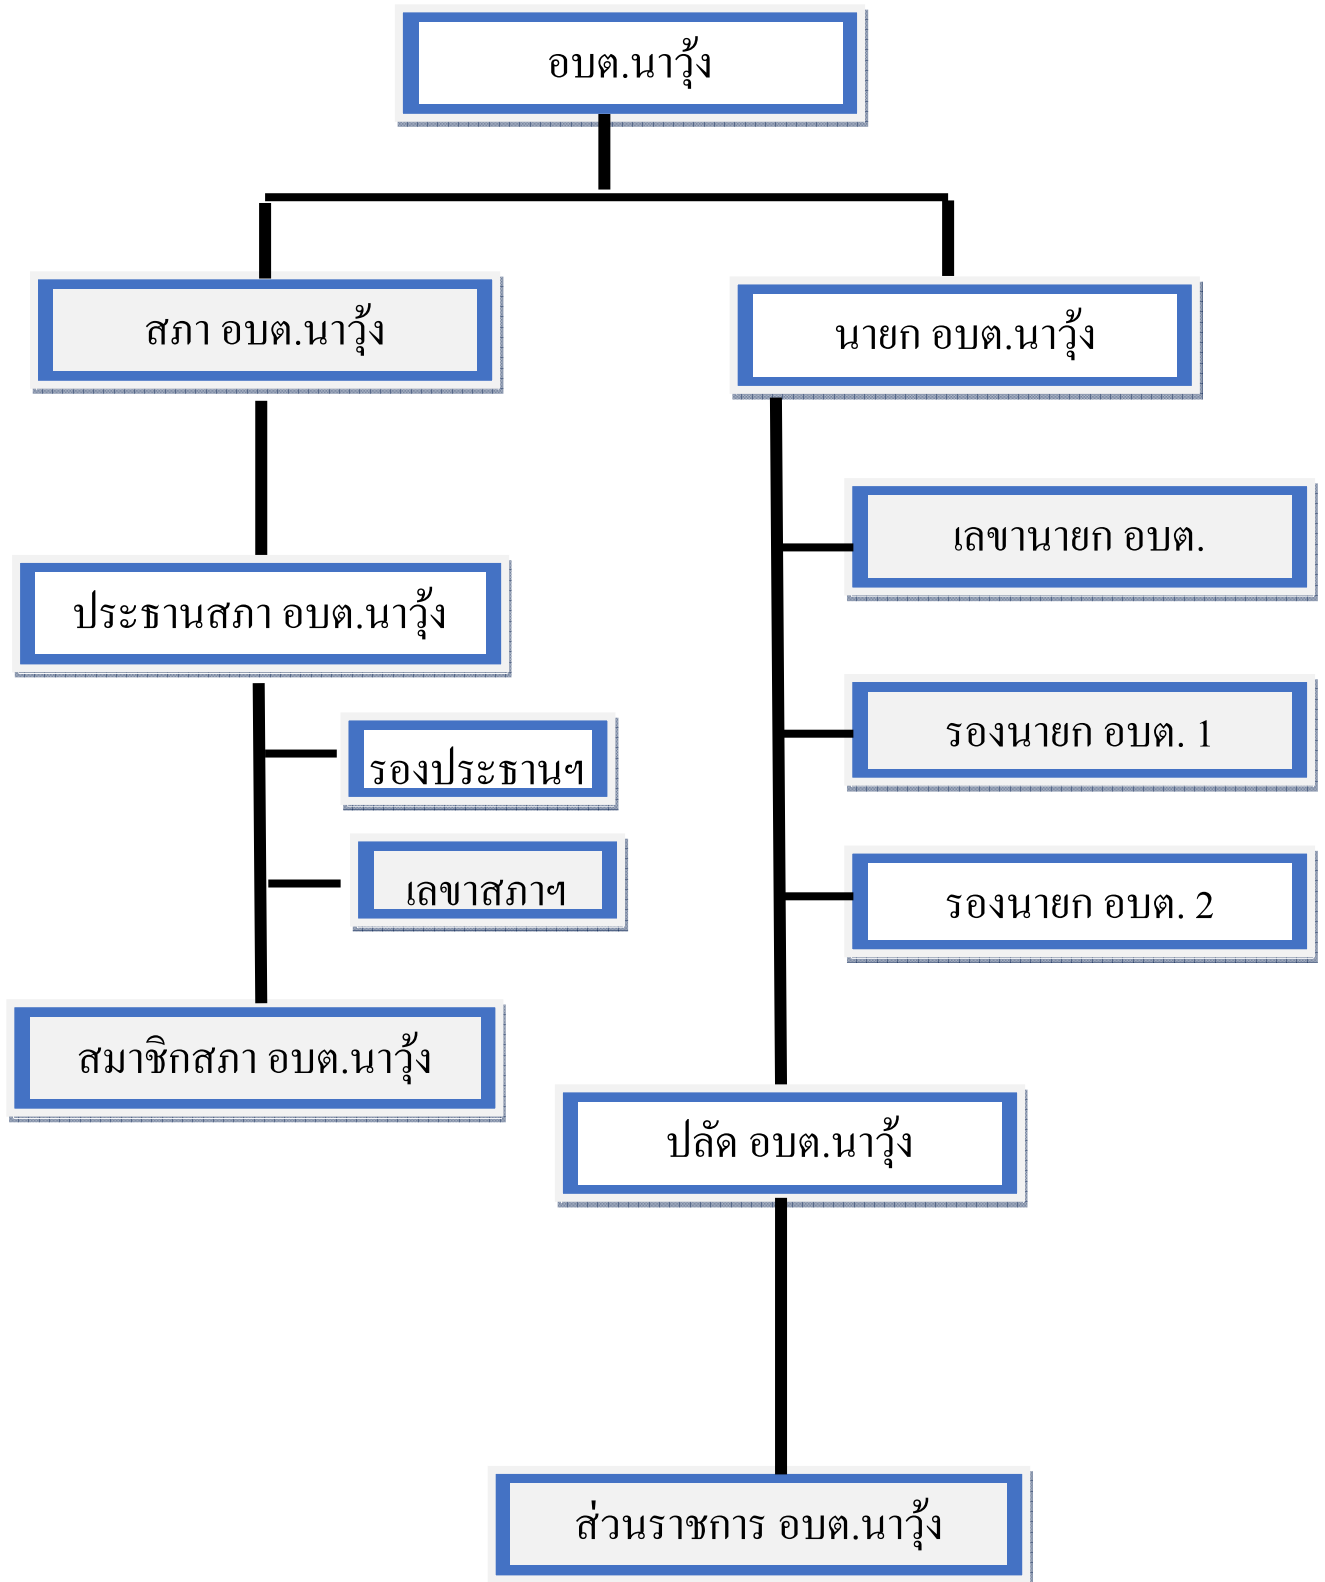 อบต.นาวุ้ง
สภา อบต.นาวุ้ง
นายก อบต.นาวุ้ง
เลขานายก อบต.
ประธานสภา อบต.นาวุ้ง
รองนายก อบต. 1
รองประธานฯ
เลขาสภาฯ
รองนายก อบต. 2
สมาชิกสภา อบต.นาวุ้ง
ปลัด อบต.นาวุ้ง
ส่วนราชการ อบต.นาวุ้ง